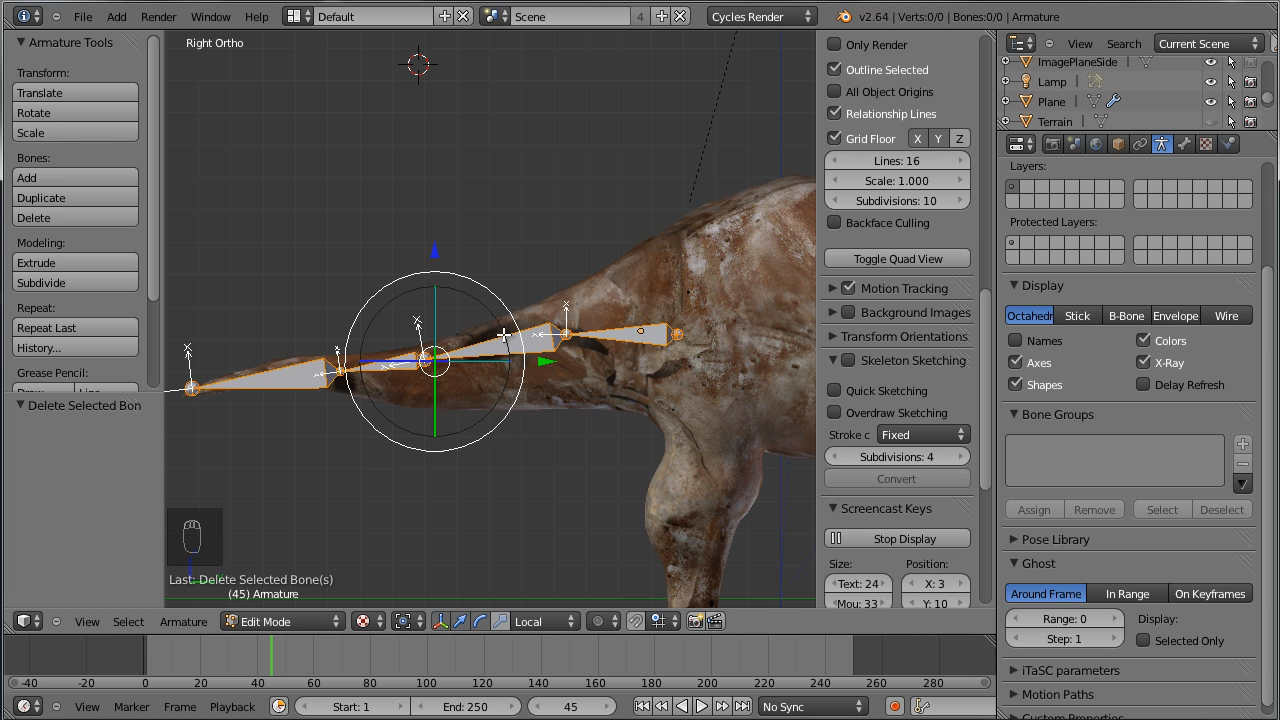 File Add Render Window Help Default Scene 4 Cycles Render v2.64 | Verts:0/0 | Bones:0/0 | Armature
Armature Tools
Transform:
Translate
Rotate
Scale
Bones:
Add
Duplicate
Delete
Modeling:
Extrude
Subdivide
Repeat:
Repeat Last
History...
Grease Pencil:
Delete Selected Bon
Right Ortho
X
X
X
X
Last: Delete Selected Bone(s)
(45) Armature
Only Render
Outline Selected
All Object Origins
Relationship Lines
Grid Floor X Y Z
Lines: 16
Scale: 1.000
Subdivisions: 10
Backface Culling
Toggle Quad View
Motion Tracking
Background Images
Transform Orientations
Skeleton Sketching
Quick Sketching
Overdraw Sketching
Stroke c Fixed
Subdivisions: 4
Convert
Screencast Keys
Stop Display
Size: Position:
Text: 24 X: 3
Mou: 33 Y: 10
View Search Current Scene
ImagePlaneSide
Lamp
Plane
Terrain
Layers:
Protected Layers:
Display
Octahedr Stick B-Bone Envelope Wire
Names Colors
Axes X-Ray
Shapes Delay Refresh
Bone Groups
Assign Remove Select Deselect
Pose Library
Ghost
Around Frame In Range On Keyframes
Range: 0 Display:
Step: 1 Selected Only
iTaSC parameters
Motion Paths
Custom Properties
View Select Armature Edit Mode Local
-40 -20 0 20 40 60 80 100 120 140 160 180 200 220 240 260 280
View Marker Frame Playback Start: 1 End: 250 45 No Sync